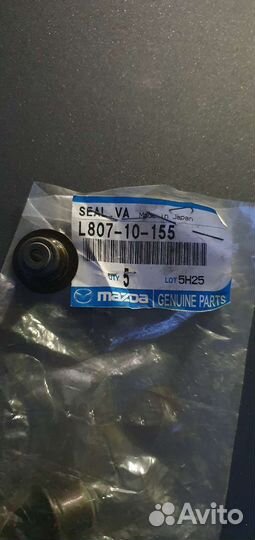 SEAL, VA Made in Japan
L807-10-155
QTY 5 LOT 5H25
mazda GENUINE PARTS
Avito